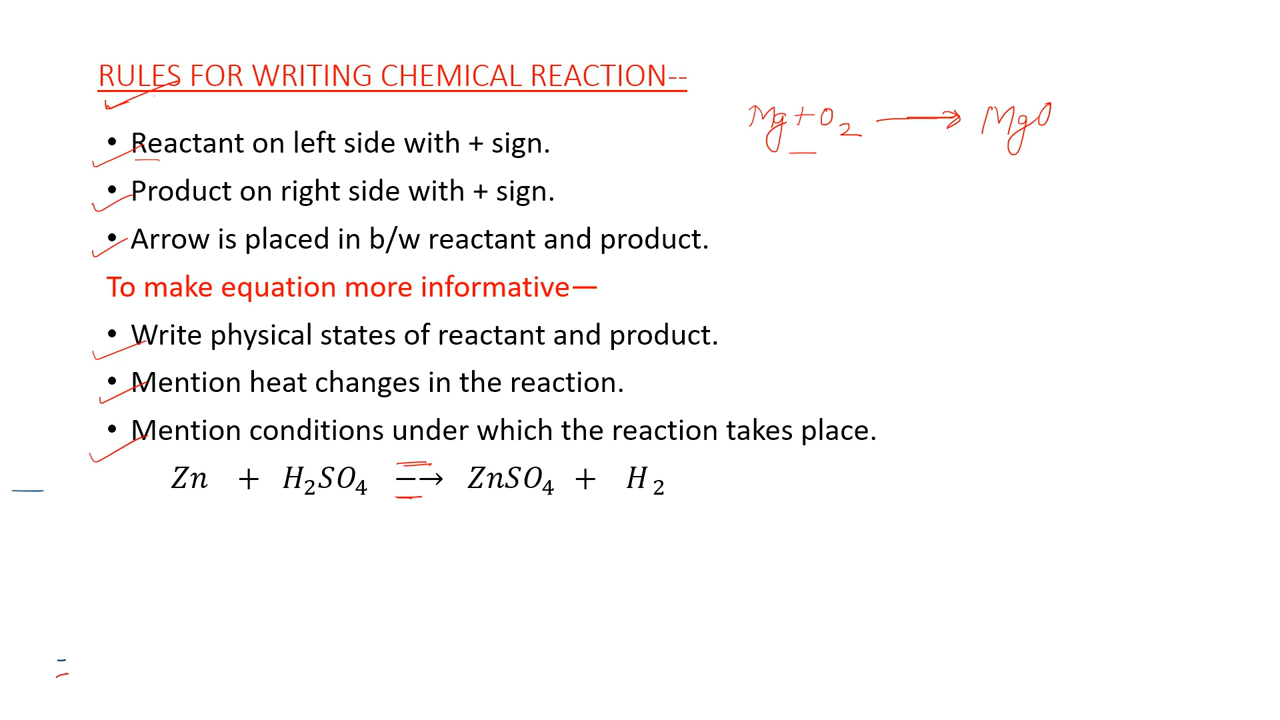 RULES FOR WRITING CHEMICAL REACTION--
Mg + O₂ ⟶ MgO
• Reactant on left side with + sign.
• Product on right side with + sign.
• Arrow is placed in b/w reactant and product.
To make equation more informative—
• Write physical states of reactant and product.
• Mention heat changes in the reaction.
• Mention conditions under which the reaction takes place.
Zn + H₂SO₄ ⟶ ZnSO₄ + H₂